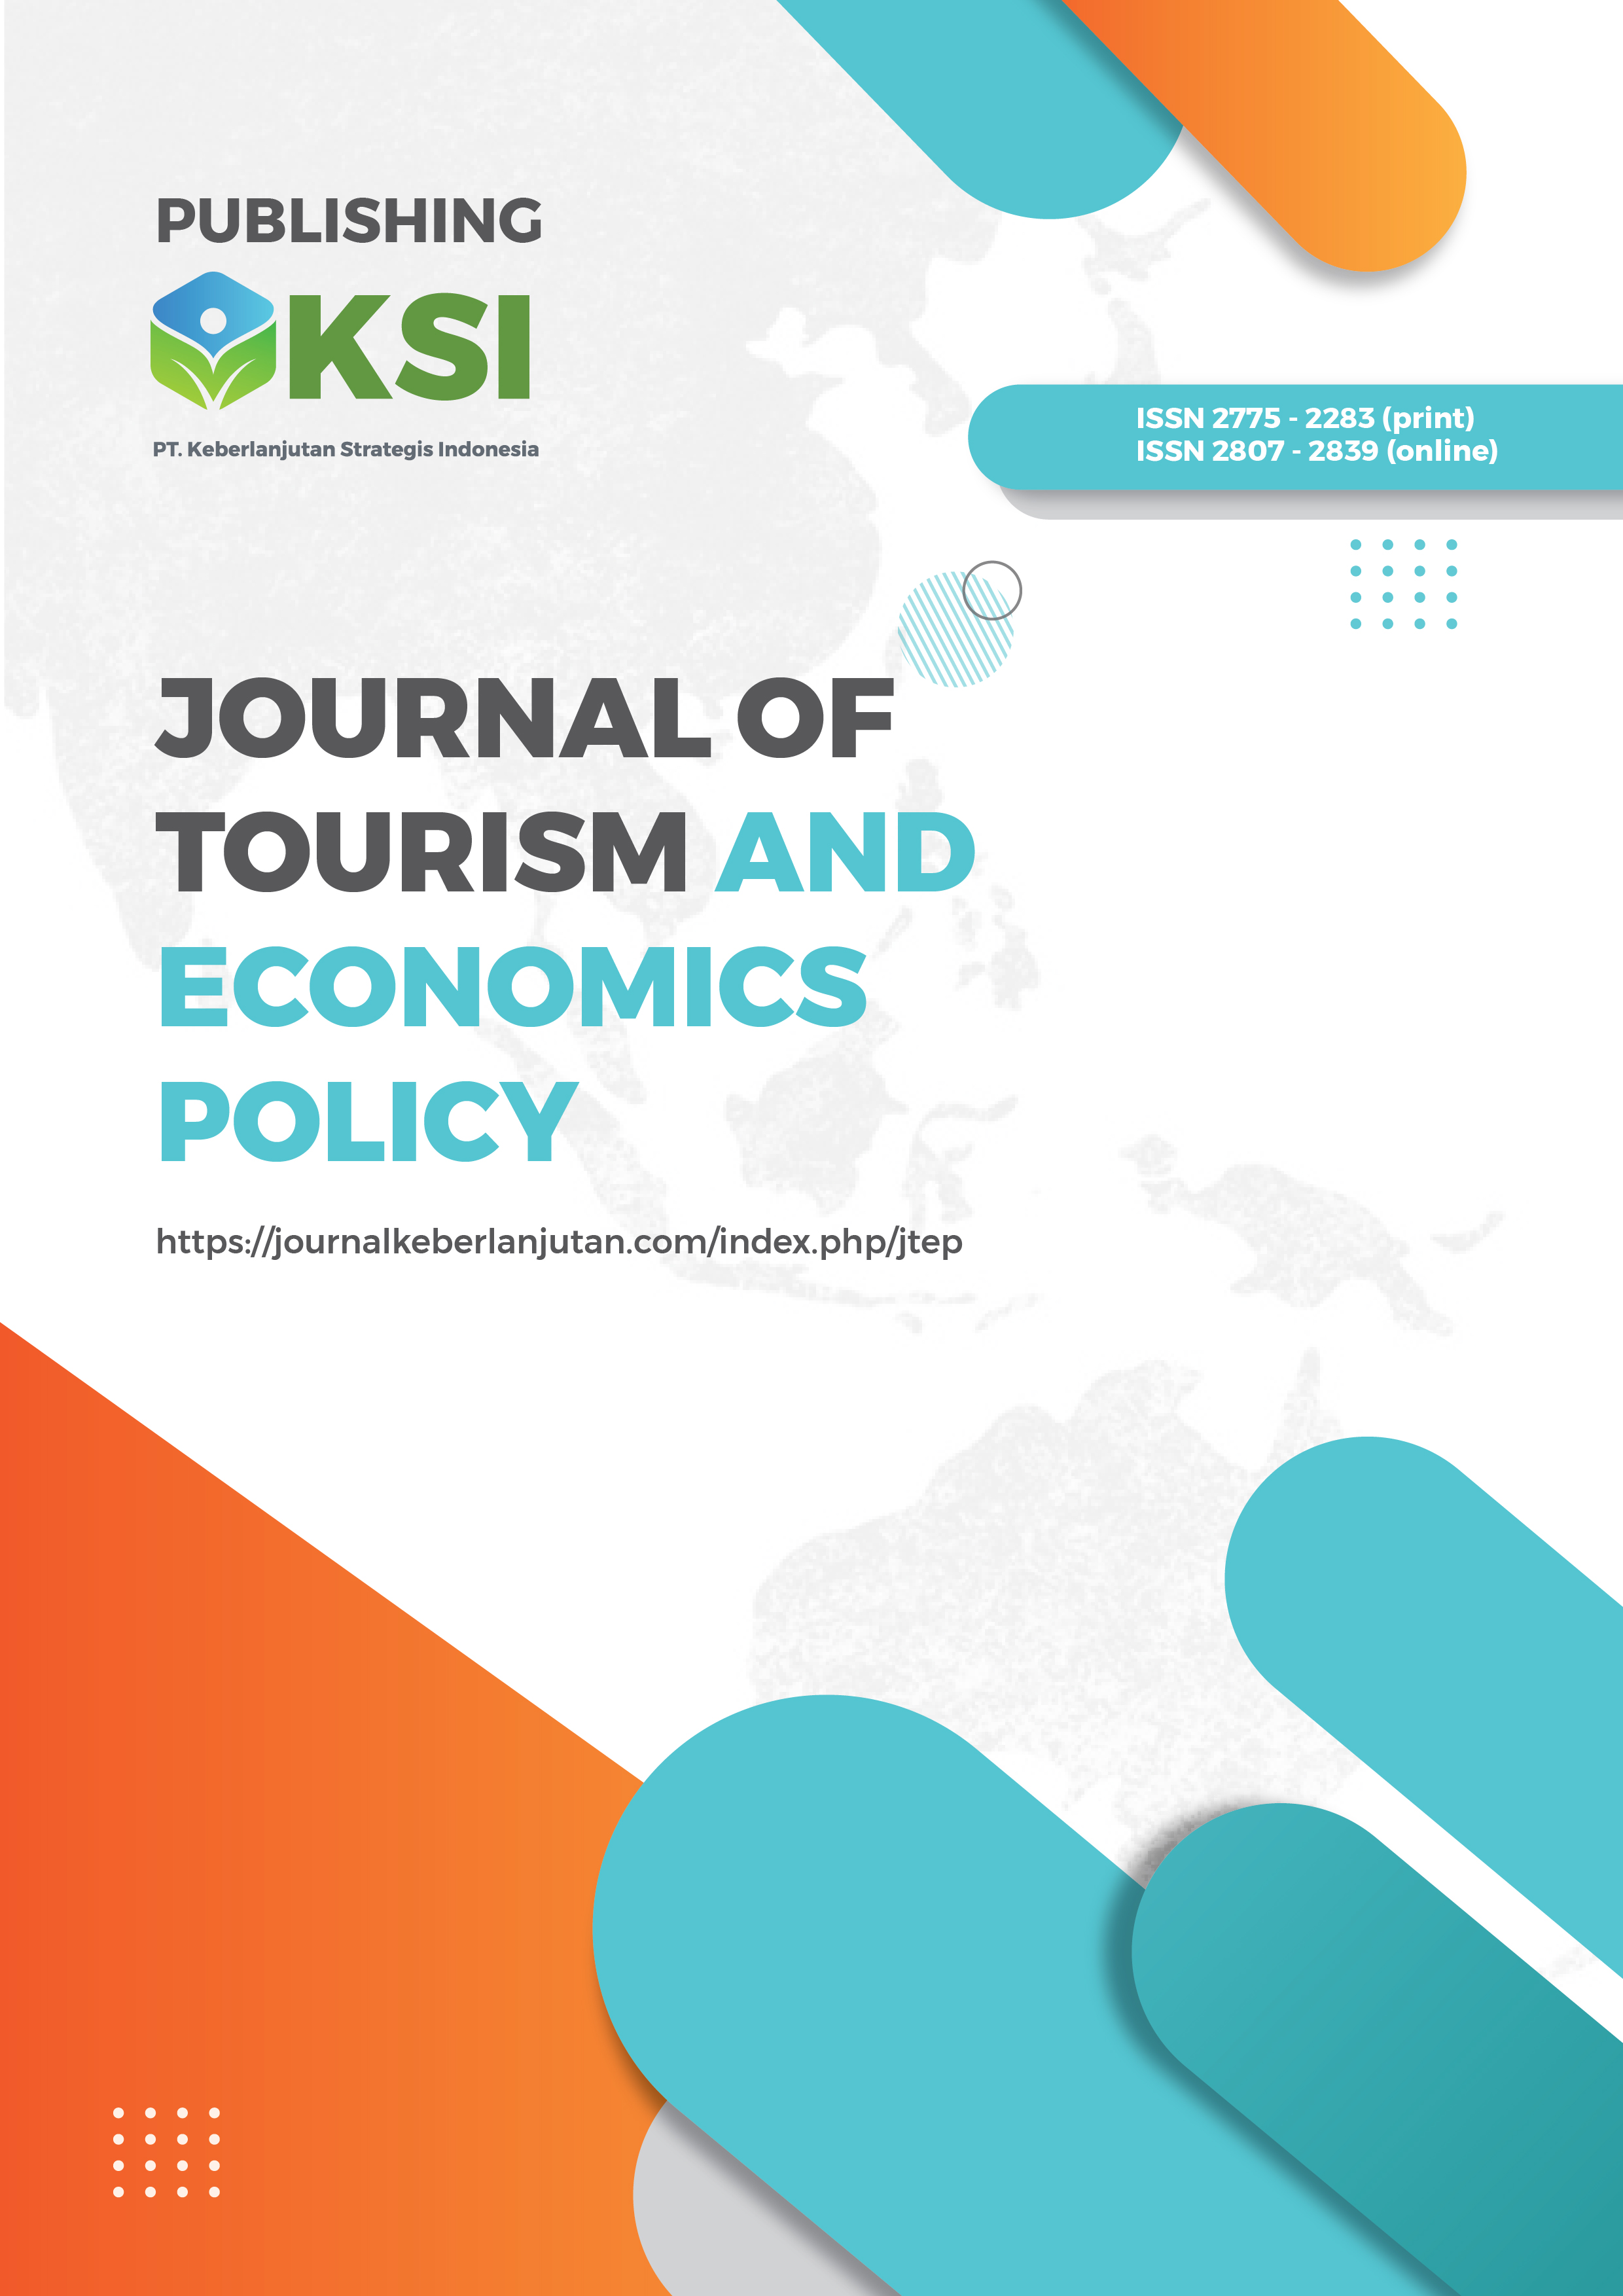 PUBLISHING
KSI
PT. Keberlanjutan Strategis Indonesia
ISSN 2775 - 2283 (print)
ISSN 2807 - 2839 (online)
JOURNAL OF
TOURISM AND
ECONOMICS
POLICY
https://journalkeberlanjutan.com/index.php/jtep